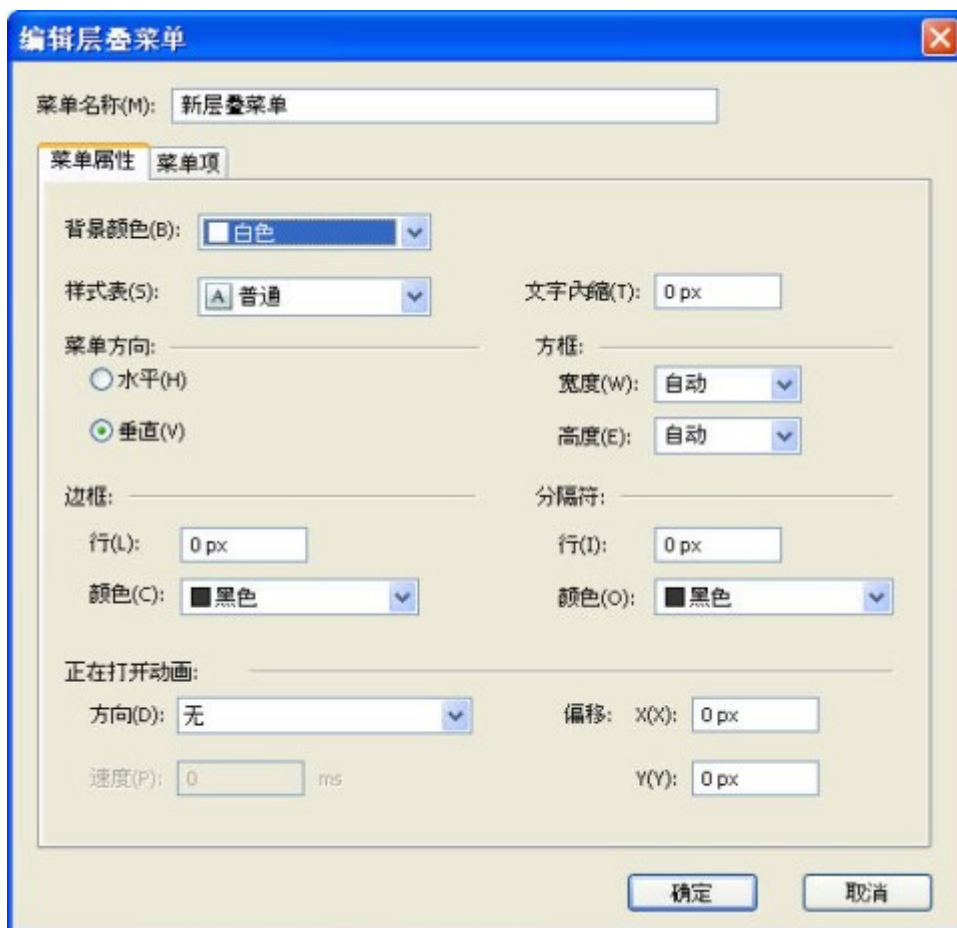 编辑层叠菜单
菜单名称(M): 新层叠菜单
菜单属性 菜单项
背景颜色(B): 白色
样式表(S): A 普通 文字内缩(T): 0 px
菜单方向: 方框:
水平(H) 宽度(W): 自动
垂直(V) 高度(E): 自动
边框: 分隔符:
行(L): 0 px 行(I): 0 px
颜色(C): 黑色 颜色(O): 黑色
正在打开动画:
方向(D): 无 偏移: X(X): 0 px
速度(P): 0 ms Y(Y): 0 px
确定 取消